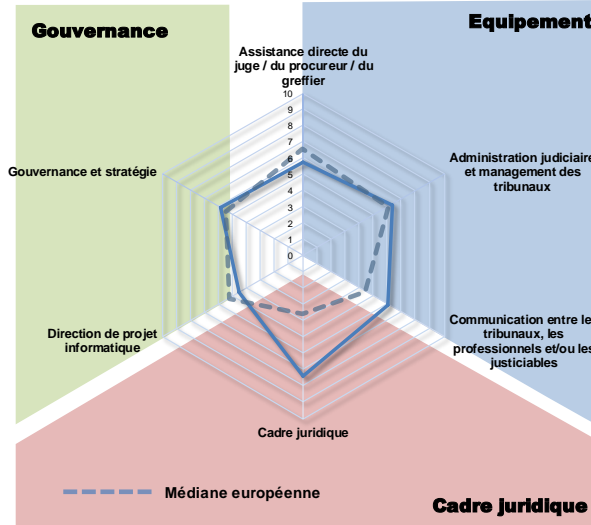 Gouvernance
Equipement
Assistance directe du
juge / du procureur / du
greffier
10
9
8
7
6
5
4
3
2
1
0
Gouvernance et stratégie
Administration judiciaire
et management des
tribunaux
Direction de projet
informatique
Communication entre le
tribunaux, les
professionnels et/ou les
justiciables
Cadre juridique
Médiane européenne
Cadre juridique